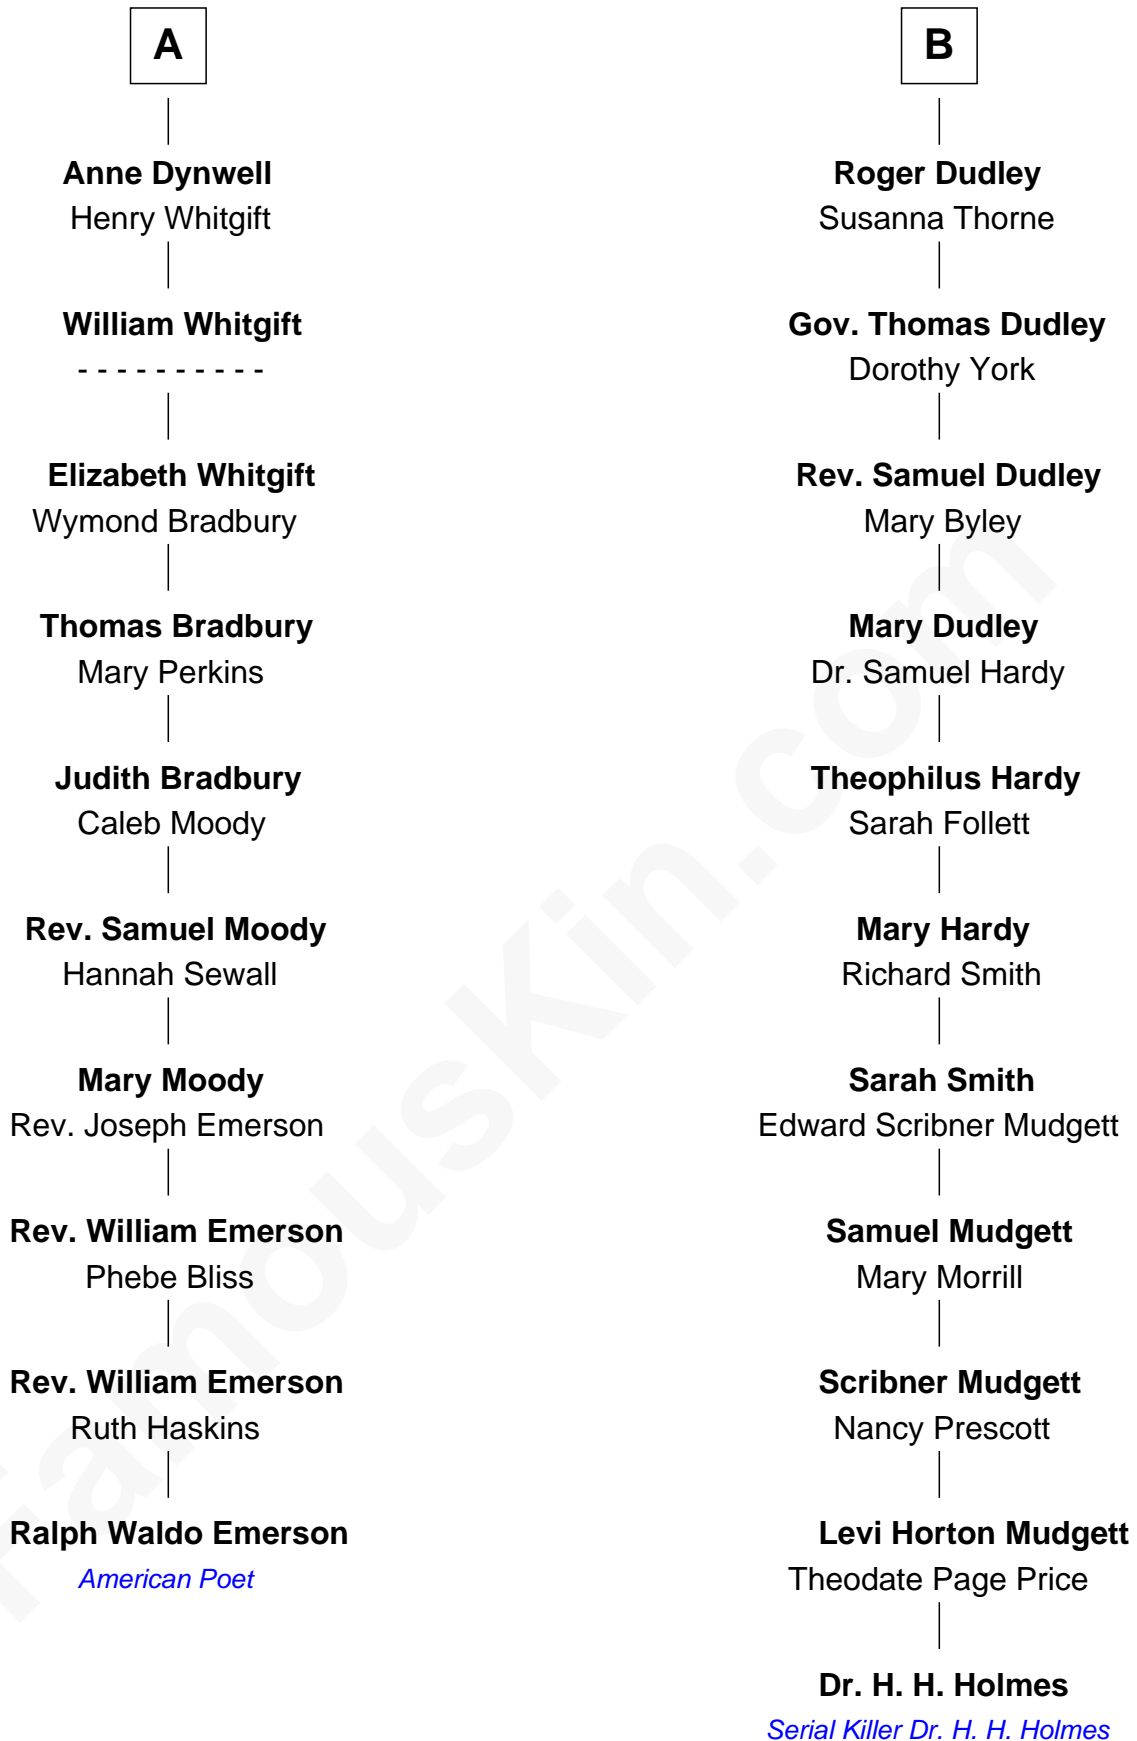 A
Anne Dynwell
Henry Whitgift
William Whitgift
- - - - - - - - - -
Elizabeth Whitgift
Wymond Bradbury
Thomas Bradbury
Mary Perkins
Judith Bradbury
Caleb Moody
Rev. Samuel Moody
Hannah Sewall
Mary Moody
Rev. Joseph Emerson
Rev. William Emerson
Phebe Bliss
Rev. William Emerson
Ruth Haskins
Ralph Waldo Emerson
American Poet
B
Roger Dudley
Susanna Thorne
Gov. Thomas Dudley
Dorothy York
Rev. Samuel Dudley
Mary Byley
Mary Dudley
Dr. Samuel Hardy
Theophilus Hardy
Sarah Follett
Mary Hardy
Richard Smith
Sarah Smith
Edward Scribner Mudgett
Samuel Mudgett
Mary Morrill
Scribner Mudgett
Nancy Prescott
Levi Horton Mudgett
Theodate Page Price
Dr. H. H. Holmes
Serial Killer Dr. H. H. Holmes
FamousKin.com